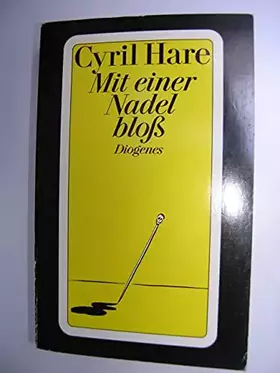 Cyril Hare
Mit einer
Nadel
bloß
Diogenes